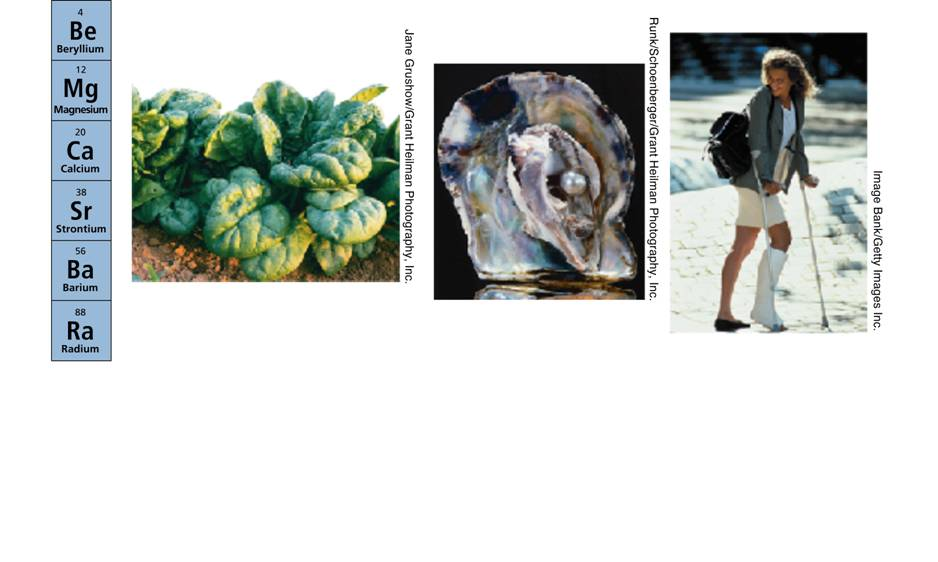 4
Be
Beryllium
12
Mg
Magnesium
20
Ca
Calcium
38
Sr
Strontium
56
Ba
Barium
88
Ra
Radium
Jane Grushow/Grant Heilman Photography, Inc.
Runk/Schoenberger/Grant Heilman Photography, Inc.
Image Bank/Getty Images Inc.